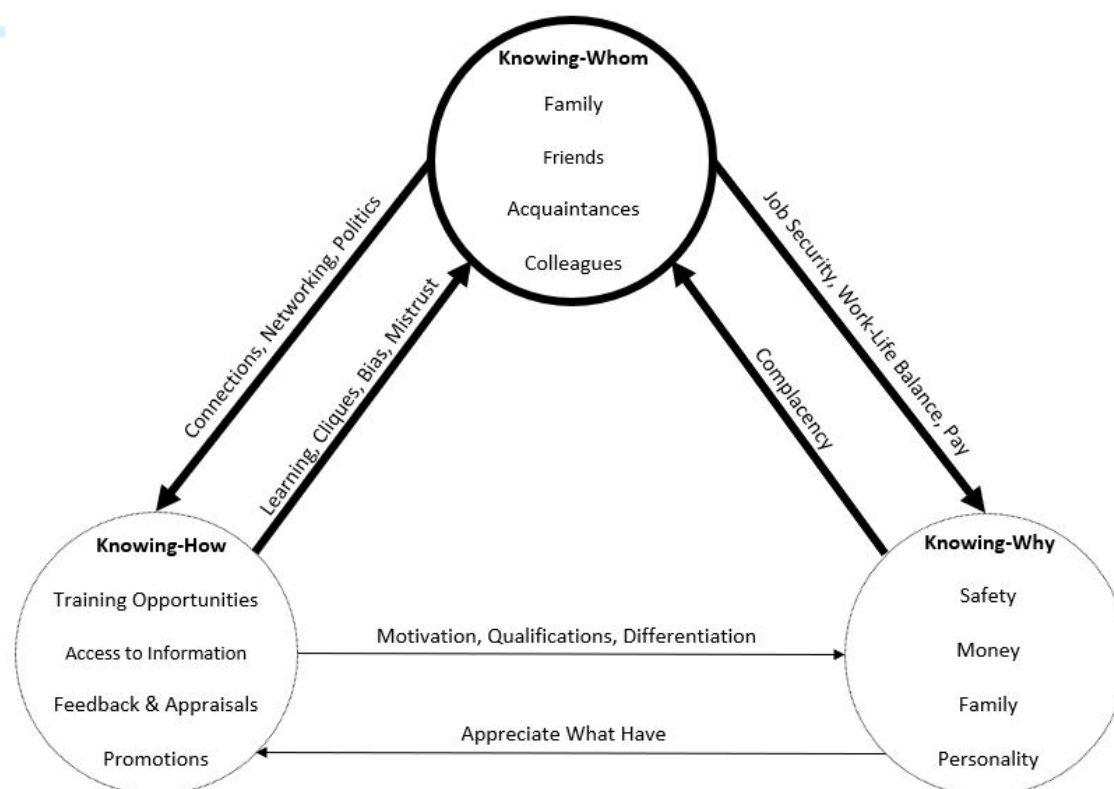 Knowing-Whom
Family
Friends
Acquaintances
Colleagues
Connections, Networking, Politics
Learning, Cliques, Bias, Mistrust
Job Security, Work-Life Balance, Pay
Complacency
Knowing-How
Training Opportunities
Access to Information
Feedback & Appraisals
Promotions
Motivation, Qualifications, Differentiation
Appreciate What Have
Knowing-Why
Safety
Money
Family
Personality